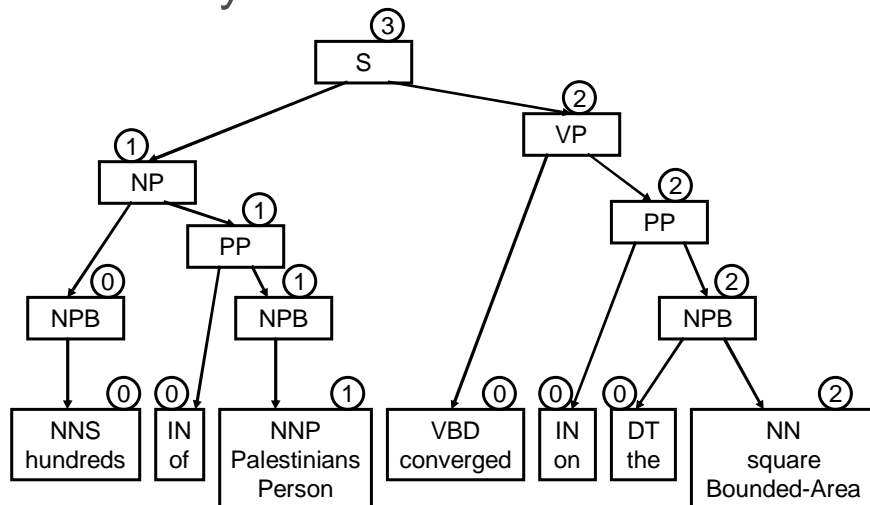 3
S
2
VP
1
NP
2
PP
1
PP
0
NPB
1
NPB
2
NPB
0
NNS
hundreds
0
IN
of
1
NNP
Palestinians
Person
0
VBD
converged
0
IN
on
0
DT
the
2
NN
square
Bounded-Area